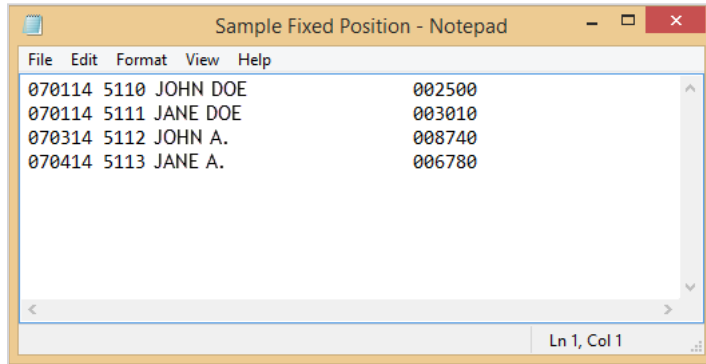 Sample Fixed Position - Notepad
File Edit Format View Help
070114 5110 JOHN DOE 002500
070114 5111 JANE DOE 003010
070314 5112 JOHN A. 008740
070414 5113 JANE A. 006780
Ln 1, Col 1